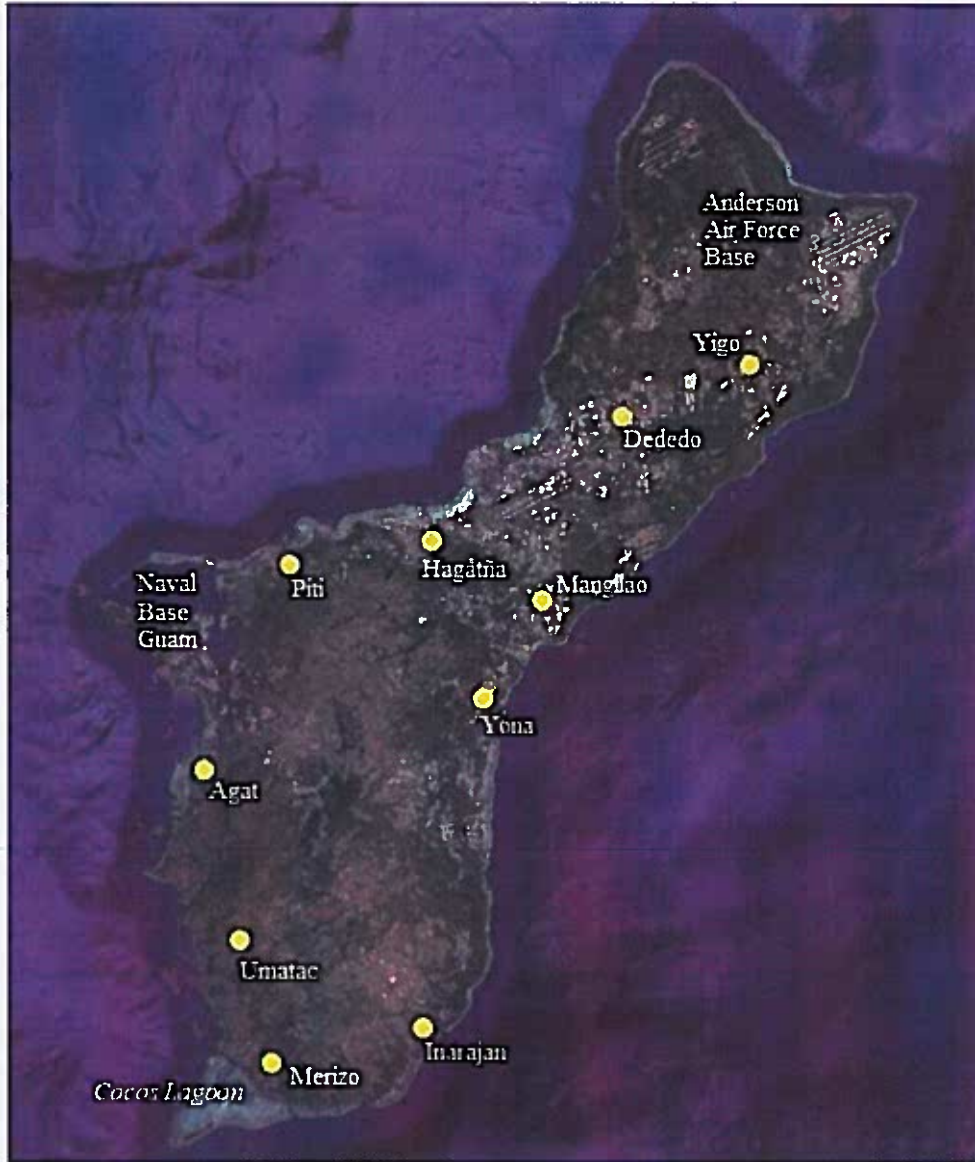 Anderson
Air Force
Base
Yigo
Dededo
Hagåtña
Mangilao
Piti
Naval
Base
Guam
Yona
Agat
Umatac
Inarajan
Merizo
Cocos Lagoon